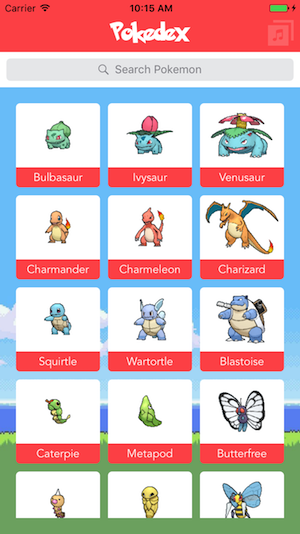 Carrier 10:15 AM
Pokedex
Search Pokemon
Bulbasaur Ivysaur Venusaur
Charmander Charmeleon Charizard
Squirtle Wartortle Blastoise
Caterpie Metapod Butterfree